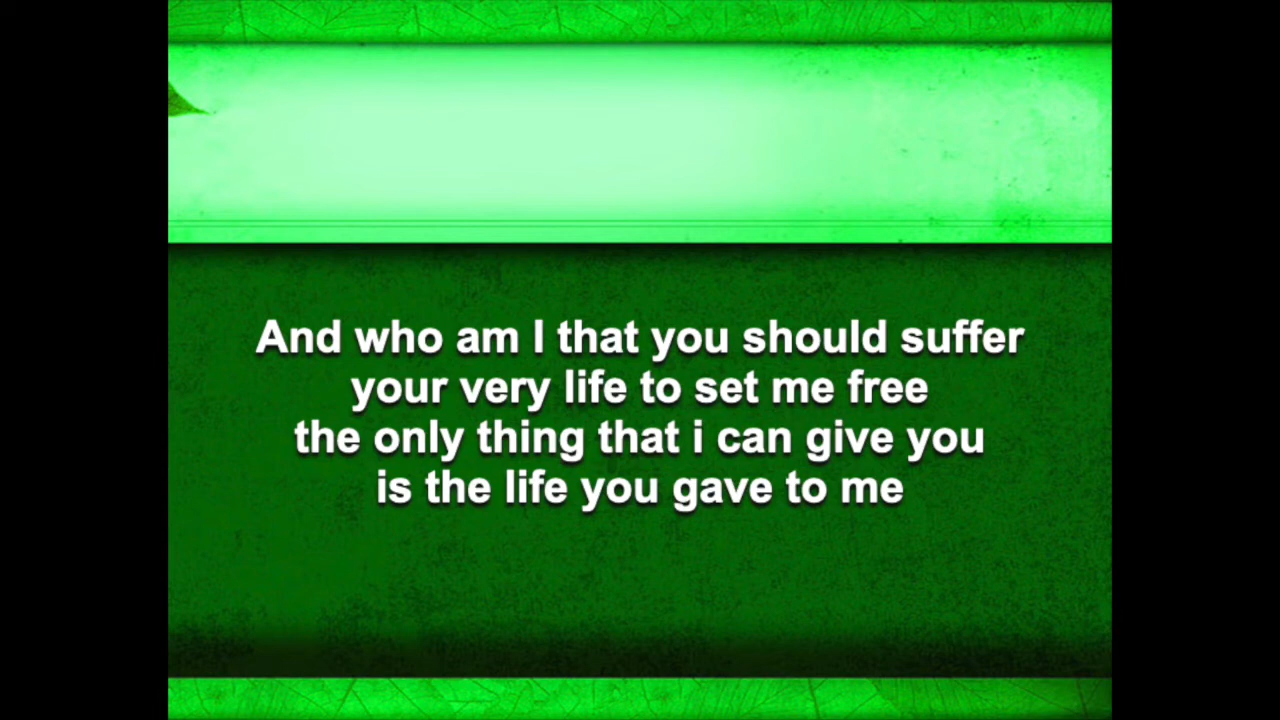 And who am I that you should suffer
your very life to set me free
the only thing that i can give you
is the life you gave to me